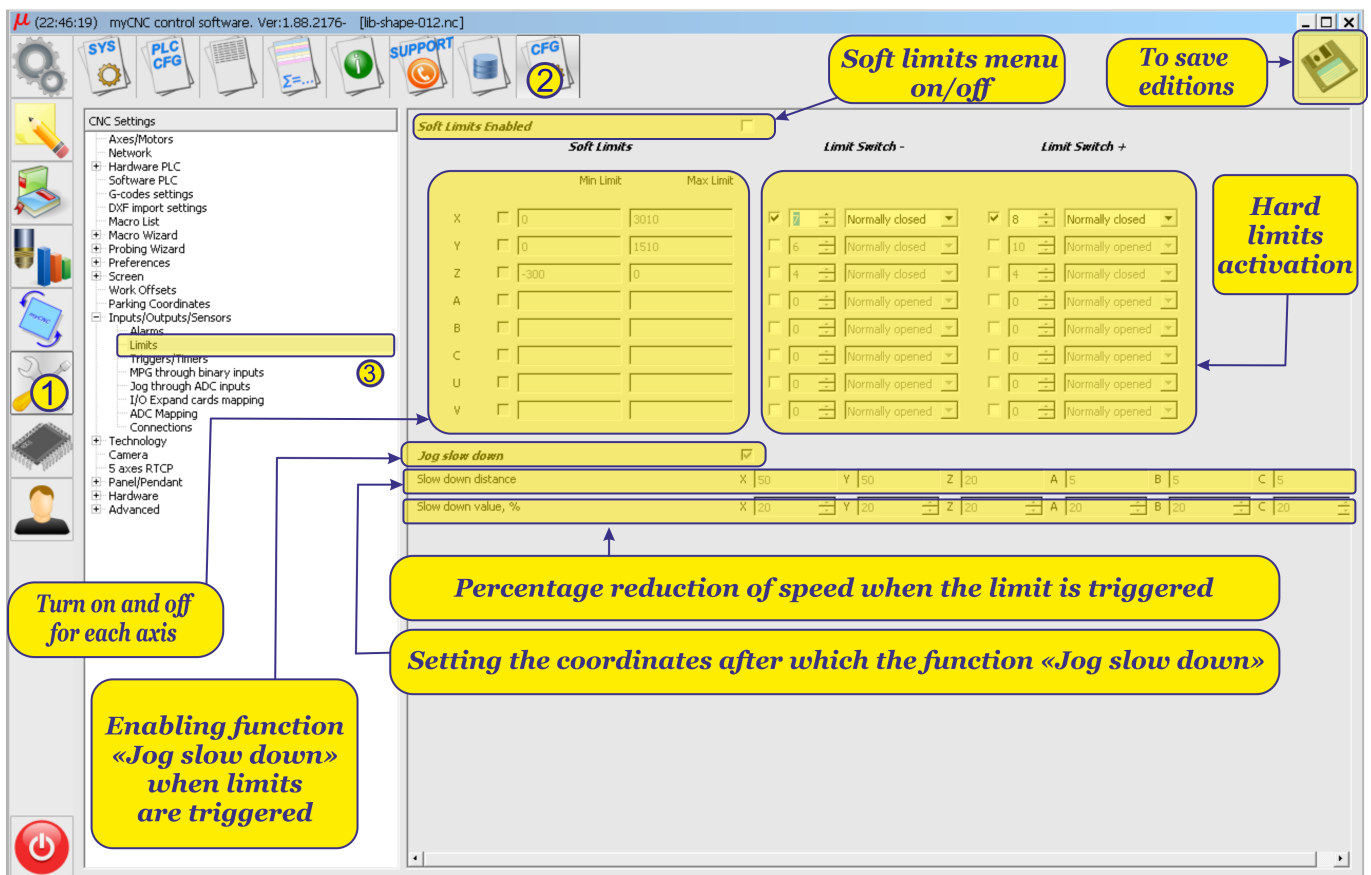 μ (22:46:19) myCNC control software. Ver:1.88.2176- [lib-shape-012.nc]
SYS
PLC
CFG
Σ=...
SUPPORT
CFG
2
Soft limits menu
on/off
To save
editions
CNC Settings
Axes/Motors
Network
Hardware PLC
Software PLC
G-codes settings
DXF import settings
Macro List
Macro Wizard
Probing Wizard
Preferences
Screen
Work Offsets
Parking Coordinates
Inputs/Outputs/Sensors
Alarms
Limits
Triggers/Timers
MPG through binary inputs
Jog through ADC inputs
I/O Expand cards mapping
ADC Mapping
Connections
Technology
Camera
5 axes RTCP
Panel/Pendant
Hardware
Advanced
myCNC
1
3
Soft Limits Enabled
Soft Limits Limit Switch - Limit Switch +
Min Limit Max Limit
X 0 3010 7 Normally closed 8 Normally closed
Y 0 1510 6 Normally closed 10 Normally opened
Z -300 0 4 Normally closed 4 Normally closed
A 0 Normally opened 0 Normally opened
B 0 Normally opened 0 Normally opened
C 0 Normally opened 0 Normally opened
U 0 Normally opened 0 Normally opened
V 0 Normally opened 0 Normally opened
Hard
limits
activation
Jog slow down
Slow down distance X 50 Y 50 Z 20 A 5 B 5 C 5
Slow down value, % X 20 Y 20 Z 20 A 20 B 20 C 20
Percentage reduction of speed when the limit is triggered
Turn on and off
for each axis
Setting the coordinates after which the function «Jog slow down»
Enabling function
«Jog slow down»
when limits
are triggered